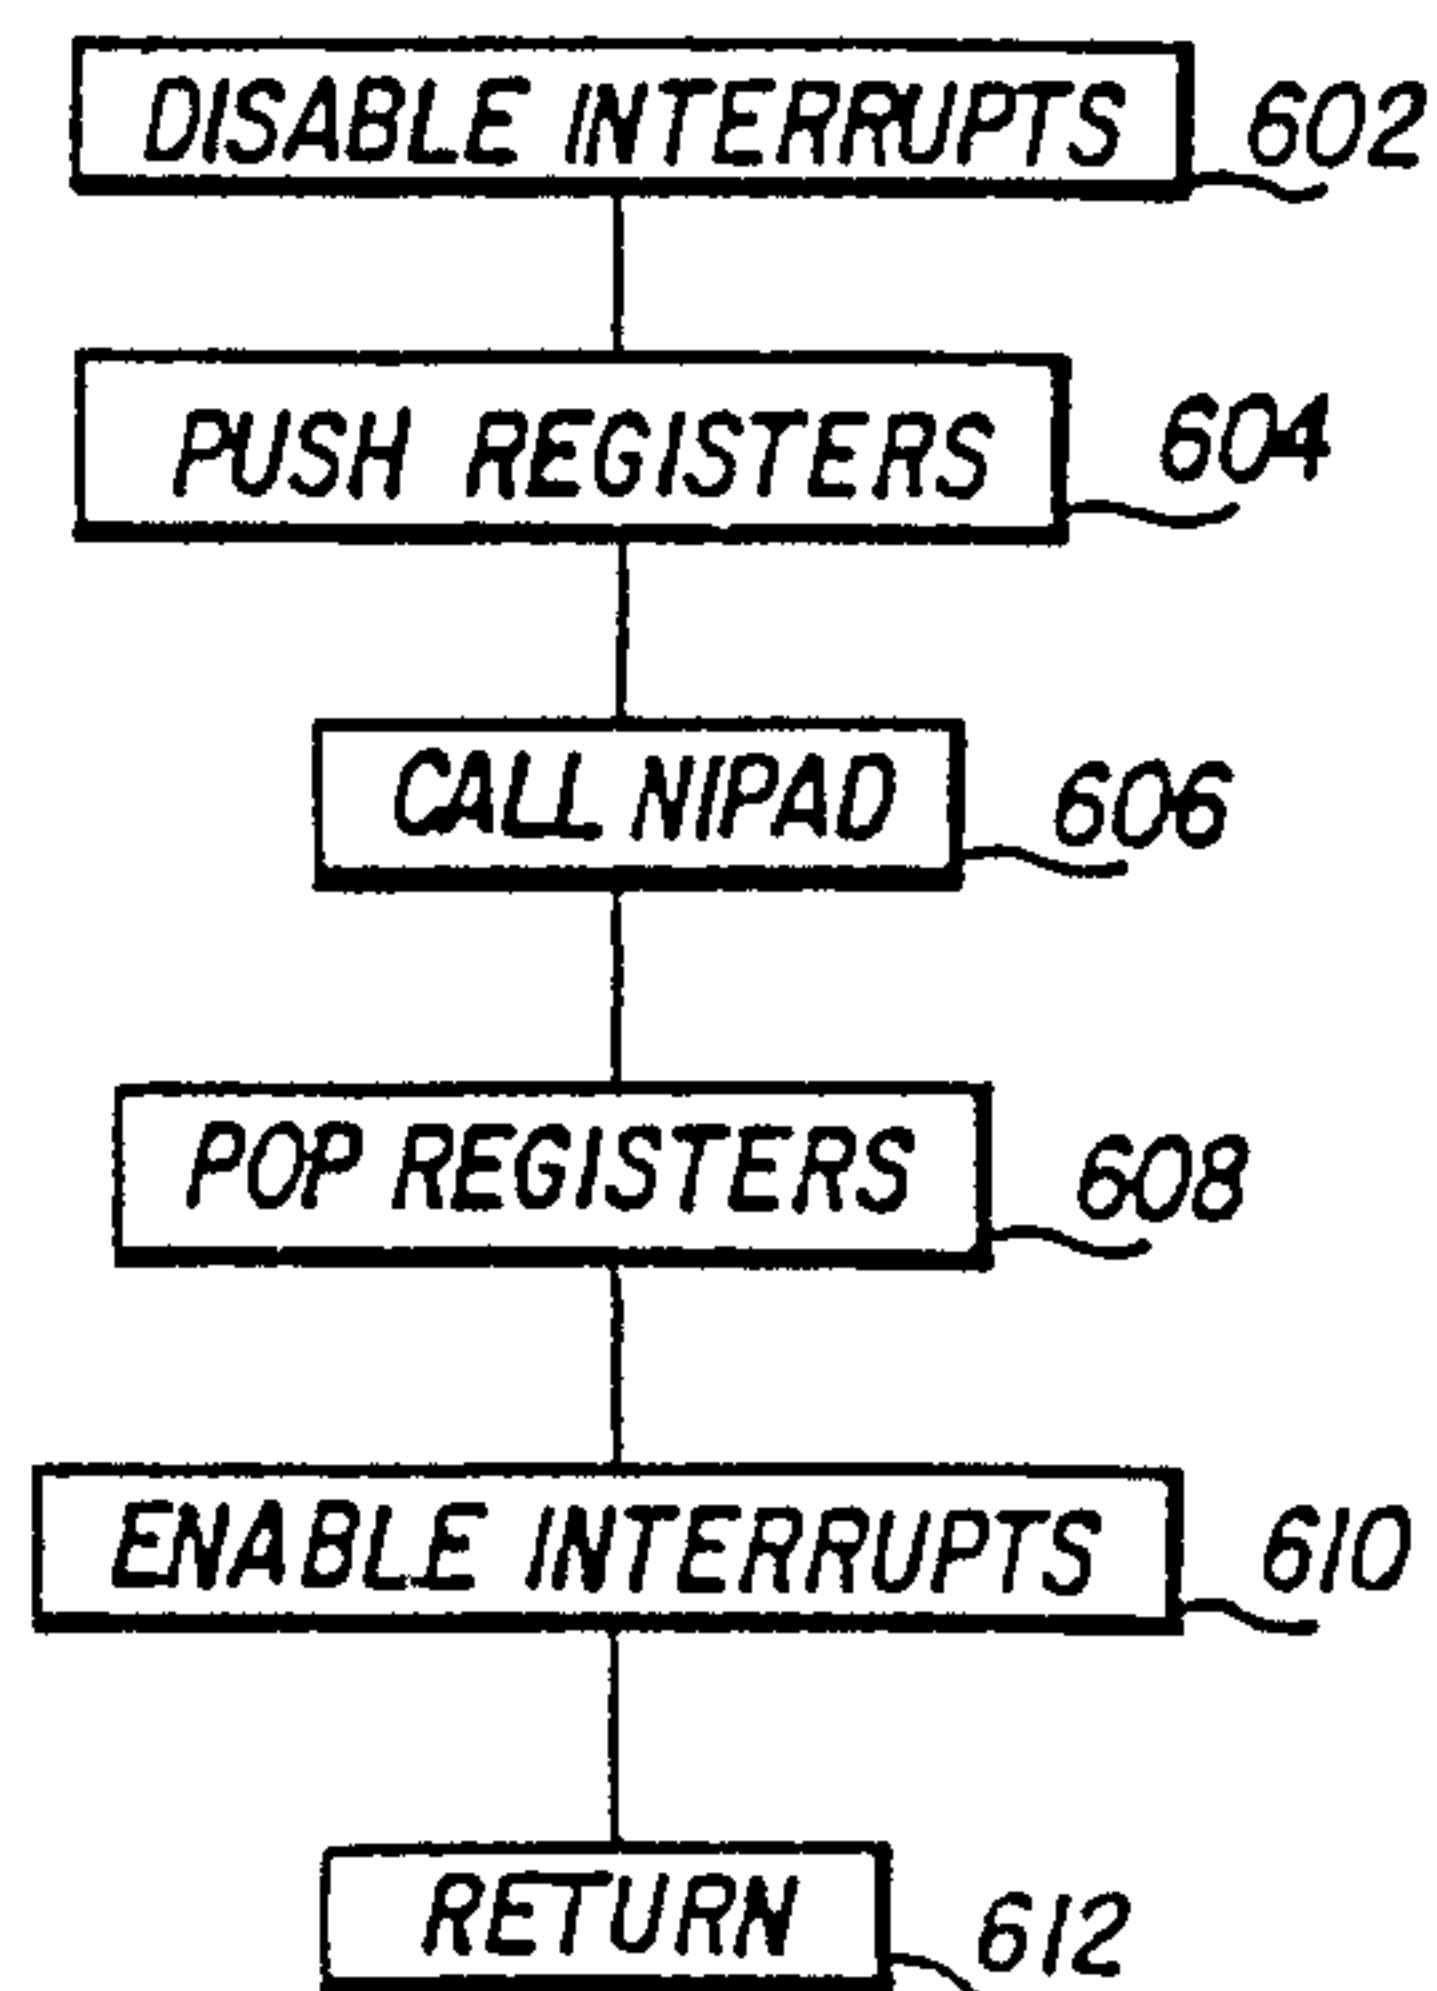 DISABLE INTERRUPTS 602
PUSH REGISTERS 604
CALL NIPAD 606
POP REGISTERS 608
ENABLE INTERRUPTS 610
RETURN 612